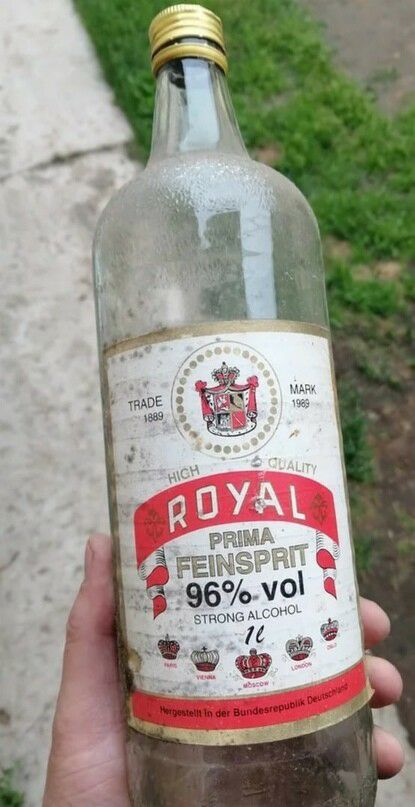 TRADE MARK
1889 1989
HIGH QUALITY
ROYAL
PRIMA
FEINSPRIT
96% vol
STRONG ALCOHOL
1ℓ
PARIS
VIENNA
MOSCOW
LONDON
OSLO
Hergestellt in der Bundesrepublik Deutschland